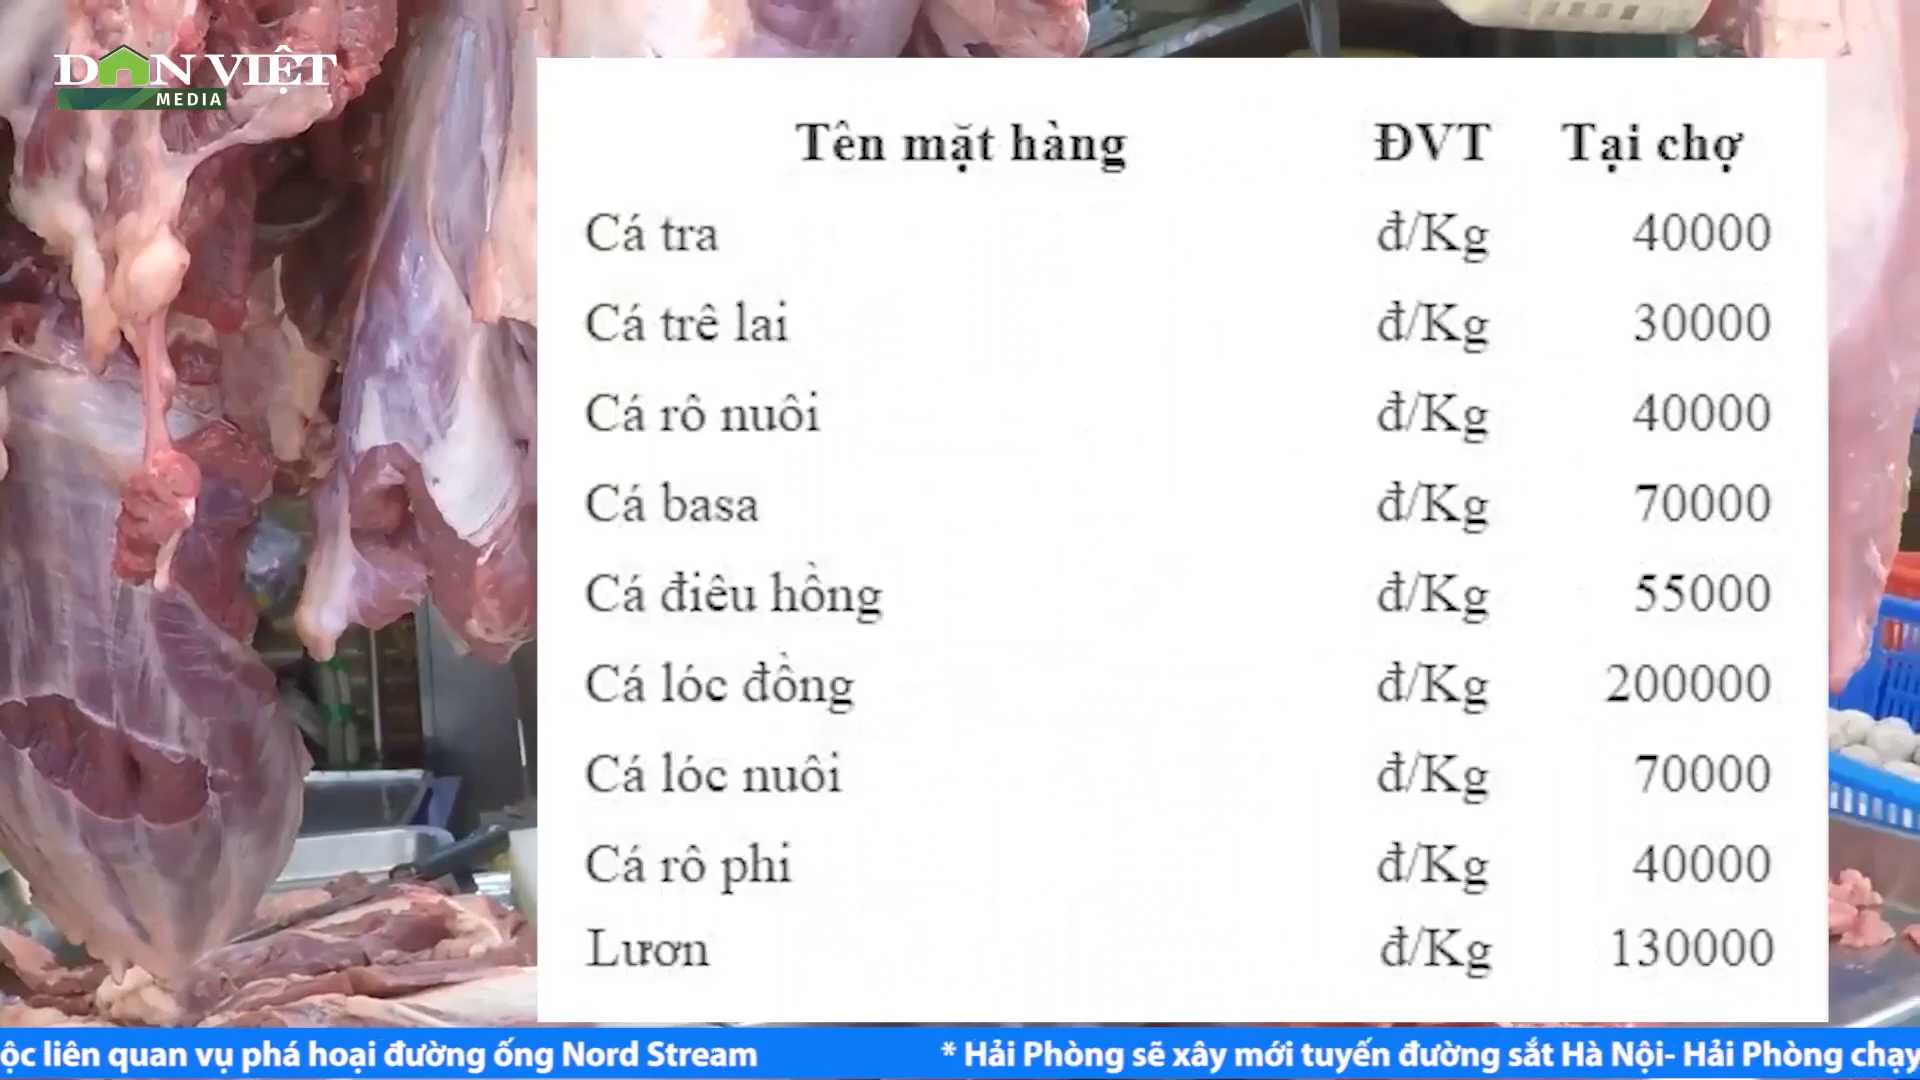 DÂN VIỆT
MEDIA
Tên mặt hàng ĐVT Tại chợ
Cá tra đ/Kg 40000
Cá trê lai đ/Kg 30000
Cá rô nuôi đ/Kg 40000
Cá basa đ/Kg 70000
Cá điêu hồng đ/Kg 55000
Cá lóc đồng đ/Kg 200000
Cá lóc nuôi đ/Kg 70000
Cá rô phi đ/Kg 40000
Lươn đ/Kg 130000
ộc liên quan vụ phá hoại đường ống Nord Stream * Hải Phòng sẽ xây mới tuyến đường sắt Hà Nội- Hải Phòng chạy